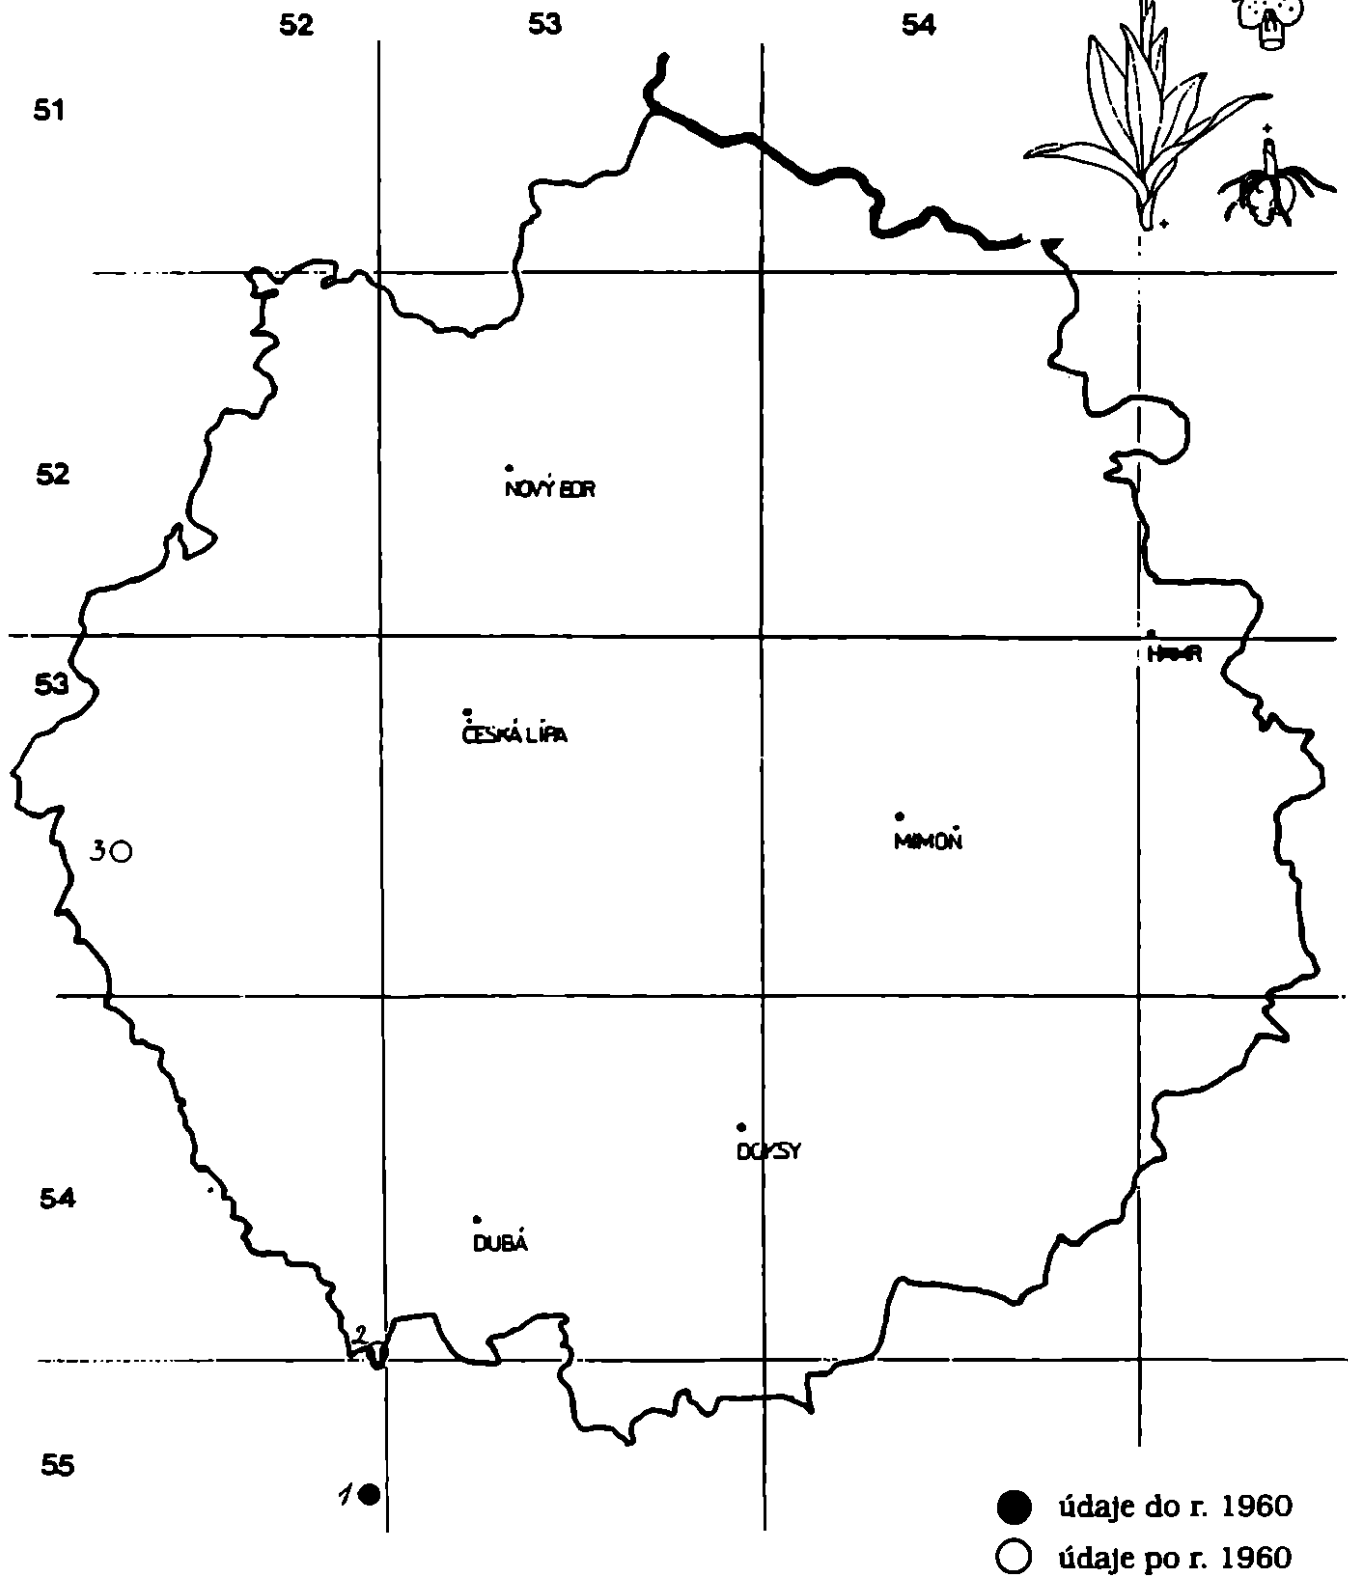 52 53 54
51
52
NOVÝ BOR
HAMR
53
ČESKÁ LÍPA
MIMOŇ
3
DOKSY
54
DUBÁ
2
55
1
údaje do r. 1960
údaje po r. 1960